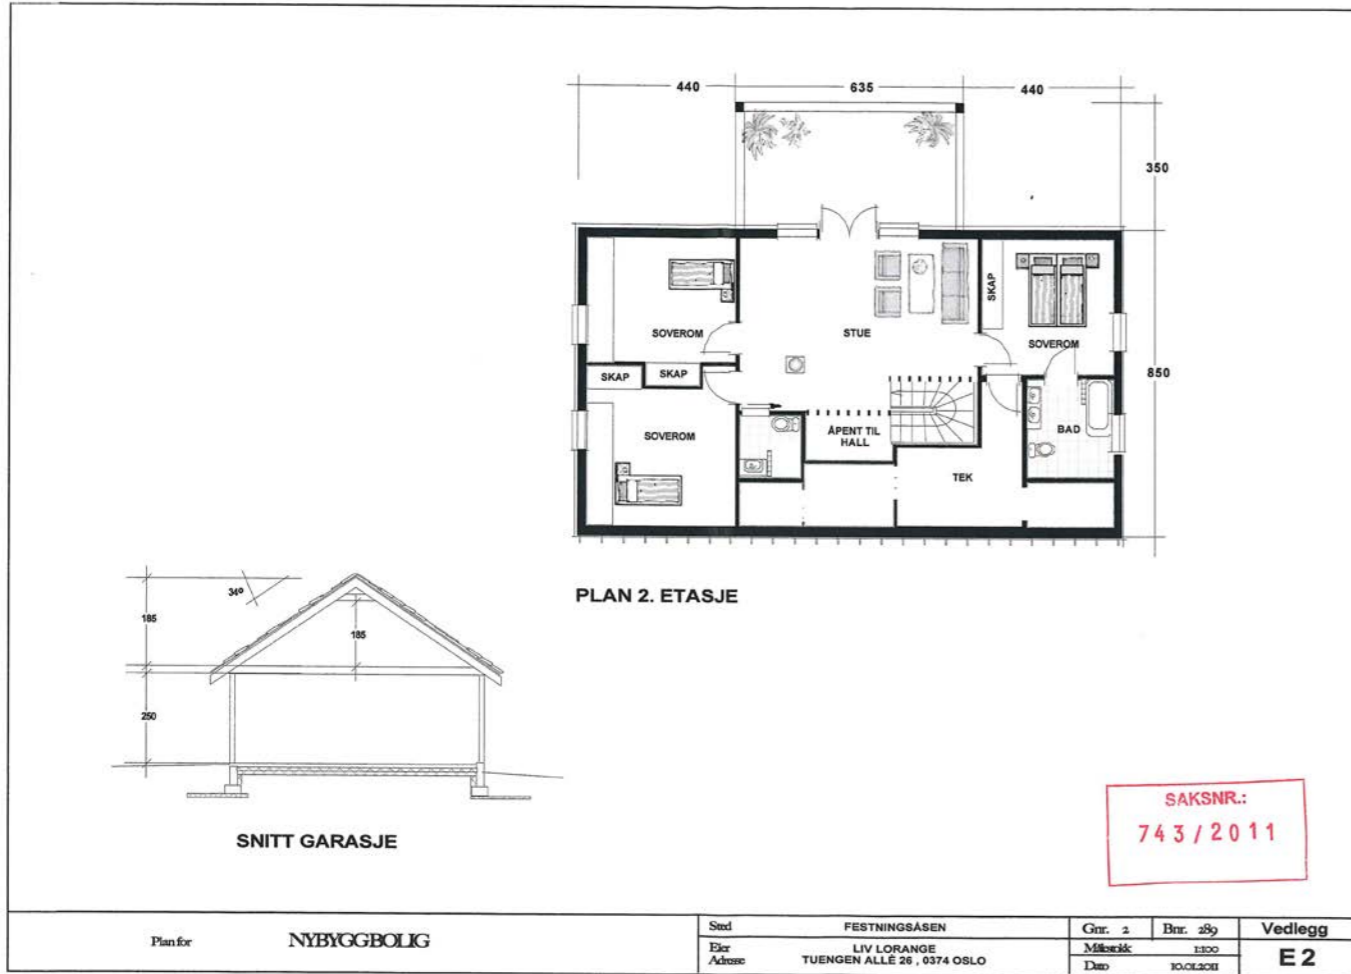 440
635
440
350
850
SOVEROM
STUE
SKAP
SOVEROM
SKAP
SKAP
SOVEROM
ÅPENT TIL
HALL
BAD
TEK
PLAN 2. ETASJE
34º
185
185
250
SNITT GARASJE
SAKSNR.:
743/2011
Plan for
NYBYGG BOLIG
Sted
FESTNINGSÅSEN
Eier
LIV LORANGE
Adresse
TUENGEN ALLÈ 26 , 0374 OSLO
Gnr. 2
Bnr. 289
Målestokk
1:100
Dato
10.01.2011
Vedlegg
E 2